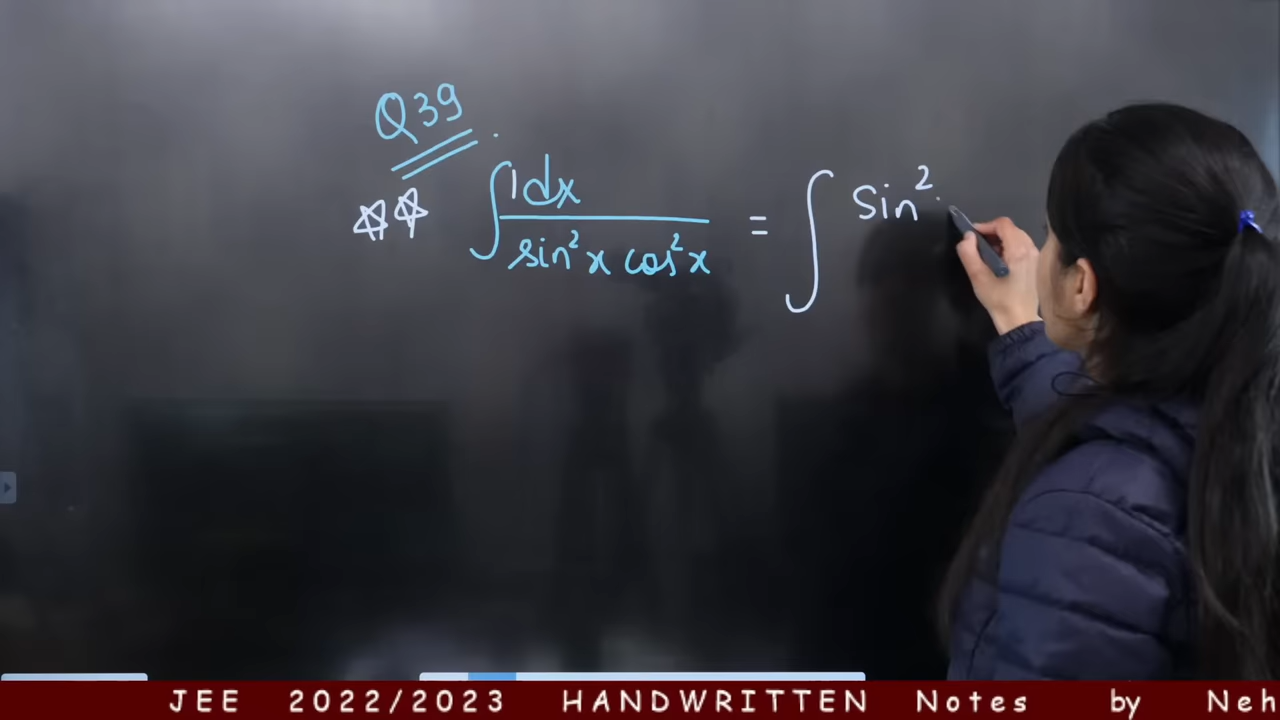 Q39
∫ 1dx / sin²x cos²x = ∫ sin²
JEE 2022/2023 HANDWRITTEN Notes by Neh